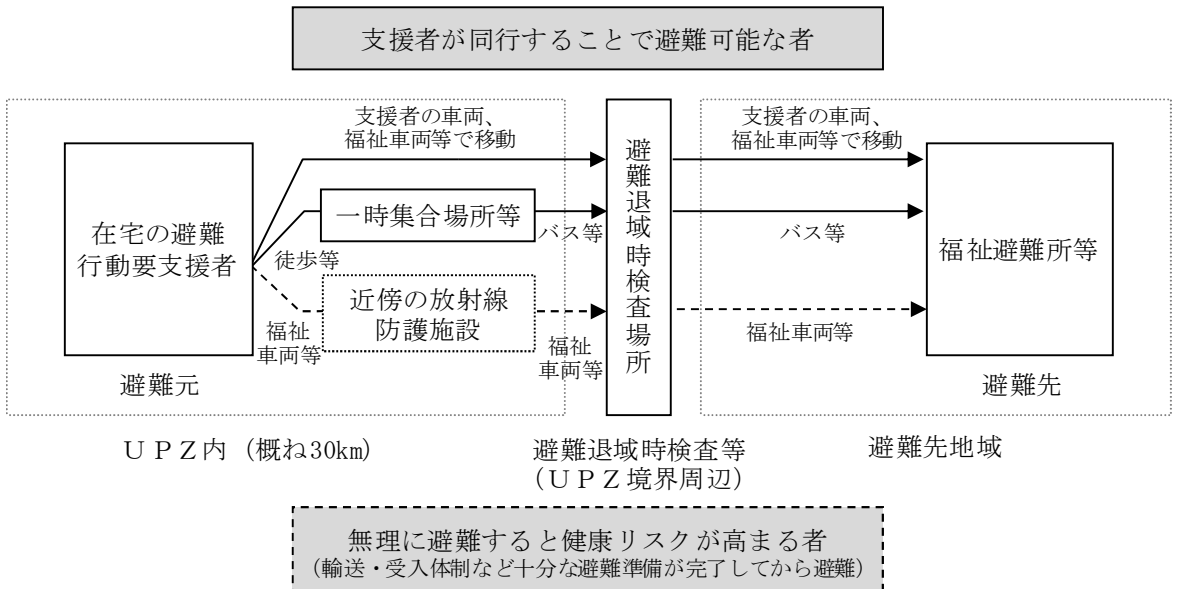 支援者が同行することで避難可能な者
支援者の車両、
福祉車両等で移動
支援者の車両、
福祉車両等で移動
在宅の避難
行動要支援者
一時集合場所等
徒歩等
バス等
近傍の放射線
防護施設
福祉
車両等
福祉
車両等
避難元
避難退域時検査場所
バス等
福祉車両等
福祉避難所等
避難先
ＵＰＺ内（概ね30km）
避難退域時検査等
（ＵＰＺ境界周辺）
避難先地域
無理に避難すると健康リスクが高まる者
（輸送・受入体制など十分な避難準備が完了してから避難）